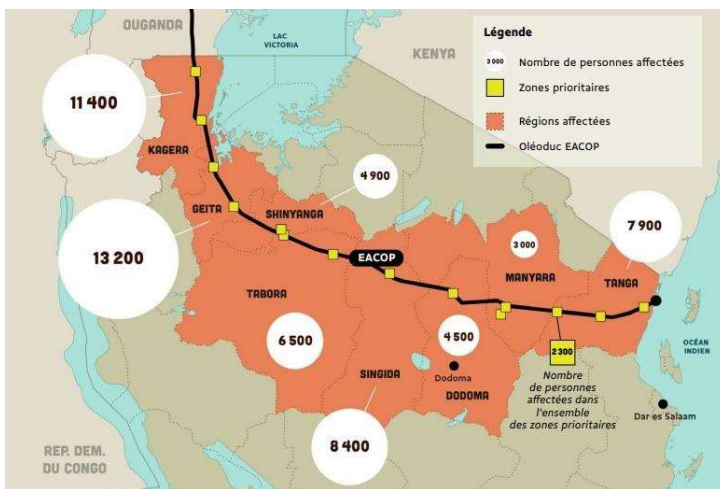 OUGANDA
LAC
VICTORIA
KENYA
Légende
3 000 Nombre de personnes affectées
Zones prioritaires
Régions affectées
Oléoduc EACOP
11 400
KAGERA
4 900
GEITA
SHINYANGA
7 900
13 200
EACOP
3 000
MANYARA
TANGA
TABORA
6 500
4 500
2 300
OCÉAN
INDIEN
SINGIDA
Dodoma
DODOMA
Nombre
de personnes
affectées dans
l'ensemble
des zones prioritaires
Dar es Salaam
8 400
REP. DEM.
DU CONGO